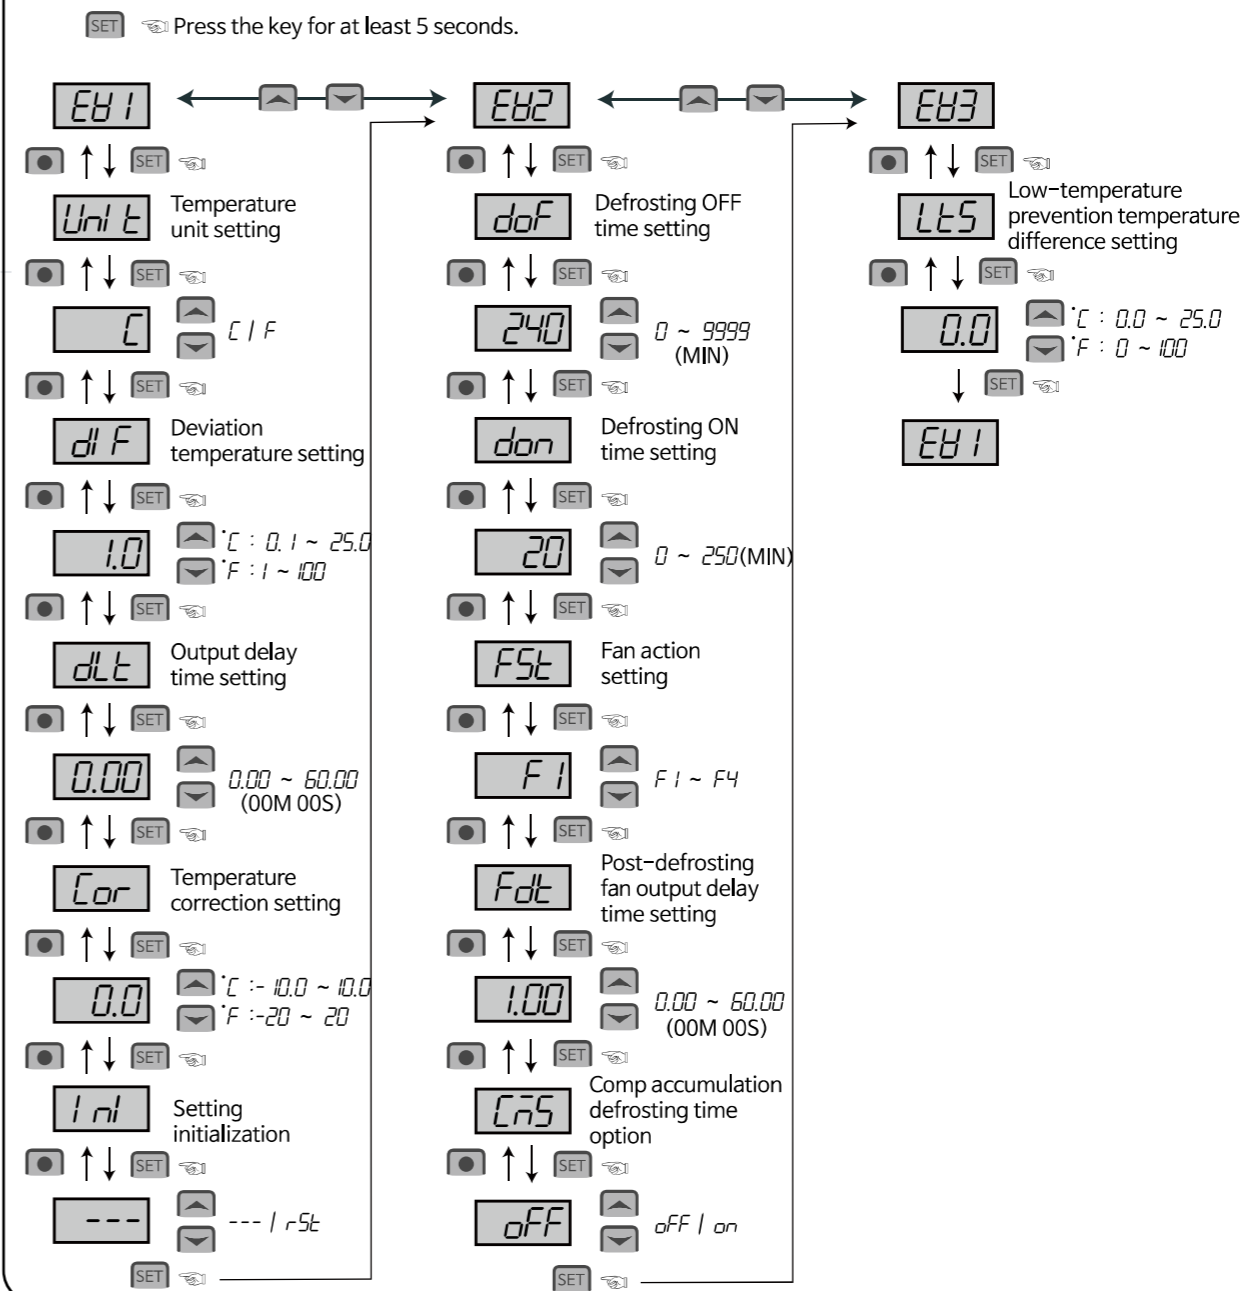 SET Press the key for at least 5 seconds.
EH1
SET
Unit
Temperature
unit setting
SET
C
C / F
SET
dIF
Deviation
temperature setting
SET
1.0
°C : 0.1 ~ 25.0
°F : 1 ~ 100
SET
dLt
Output delay
time setting
SET
0.00
0.00 ~ 60.00
(00M 00S)
SET
Cor
Temperature
correction setting
SET
0.0
°C :- 10.0 ~ 10.0
°F :-20 ~ 20
SET
InI
Setting
initialization
SET
---
--- / rSt
SET
EH2
SET
doF
Defrosting OFF
time setting
SET
240
0 ~ 9999
(MIN)
SET
don
Defrosting ON
time setting
SET
20
0 ~ 250(MIN)
SET
FSt
Fan action
setting
SET
F1
F1 ~ F4
SET
Fdt
Post-defrosting
fan output delay
time setting
SET
1.00
0.00 ~ 60.00
(00M 00S)
SET
Comp accumulation
defrosting time
option
SET
oFF
oFF / on
SET
EH3
SET
LtS
Low-temperature
prevention temperature
difference setting
SET
0.0
°C : 0.0 ~ 25.0
°F : 0 ~ 100
SET
EH1